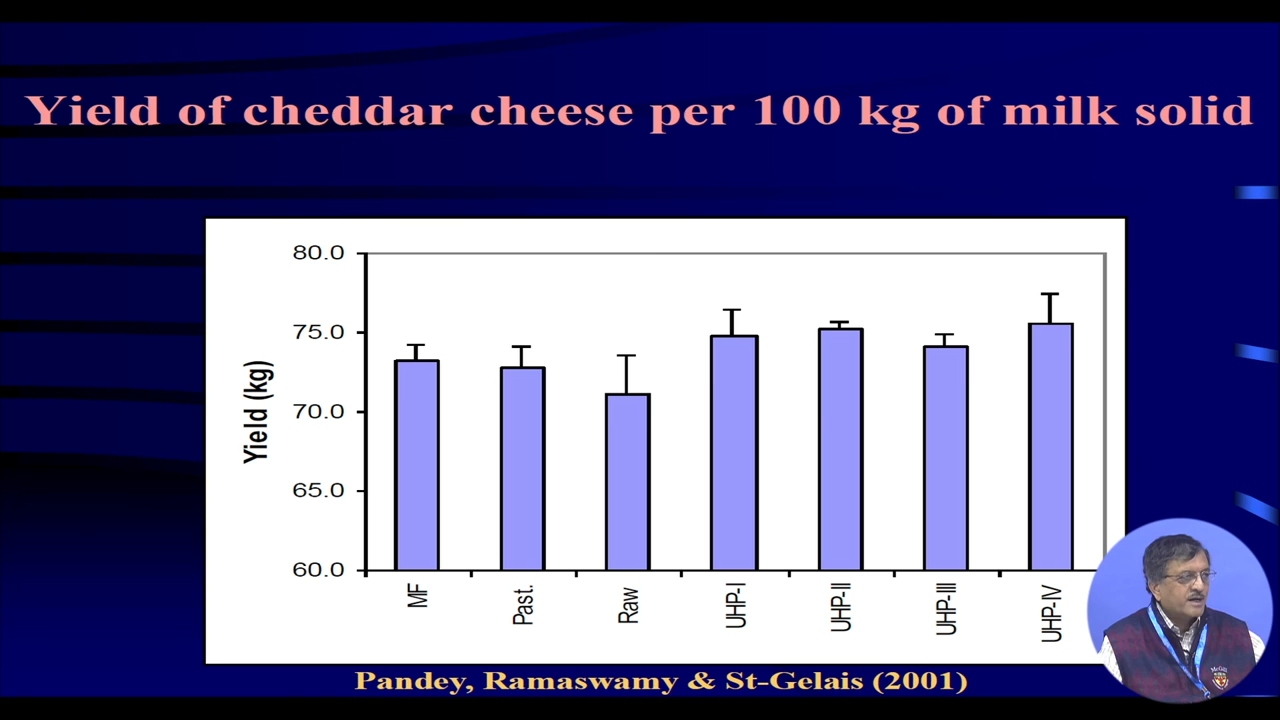 Yield of cheddar cheese per 100 kg of milk solid
80.0
75.0
70.0
65.0
60.0
Yield (kg)
MF
Past.
Raw
UHP-I
UHP-II
UHP-III
UHP-IV
Pandey, Ramaswamy & St-Gelais (2001)
McGill